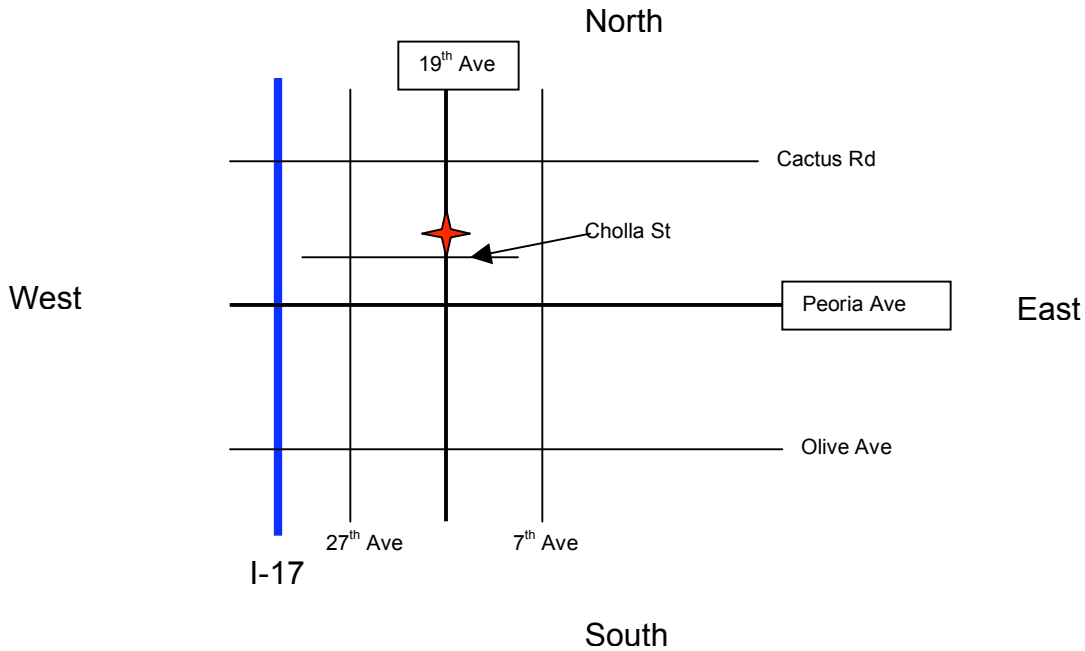 North
19th Ave
Cactus Rd
Cholla St
West
Peoria Ave
East
Olive Ave
27th Ave
7th Ave
I-17
South